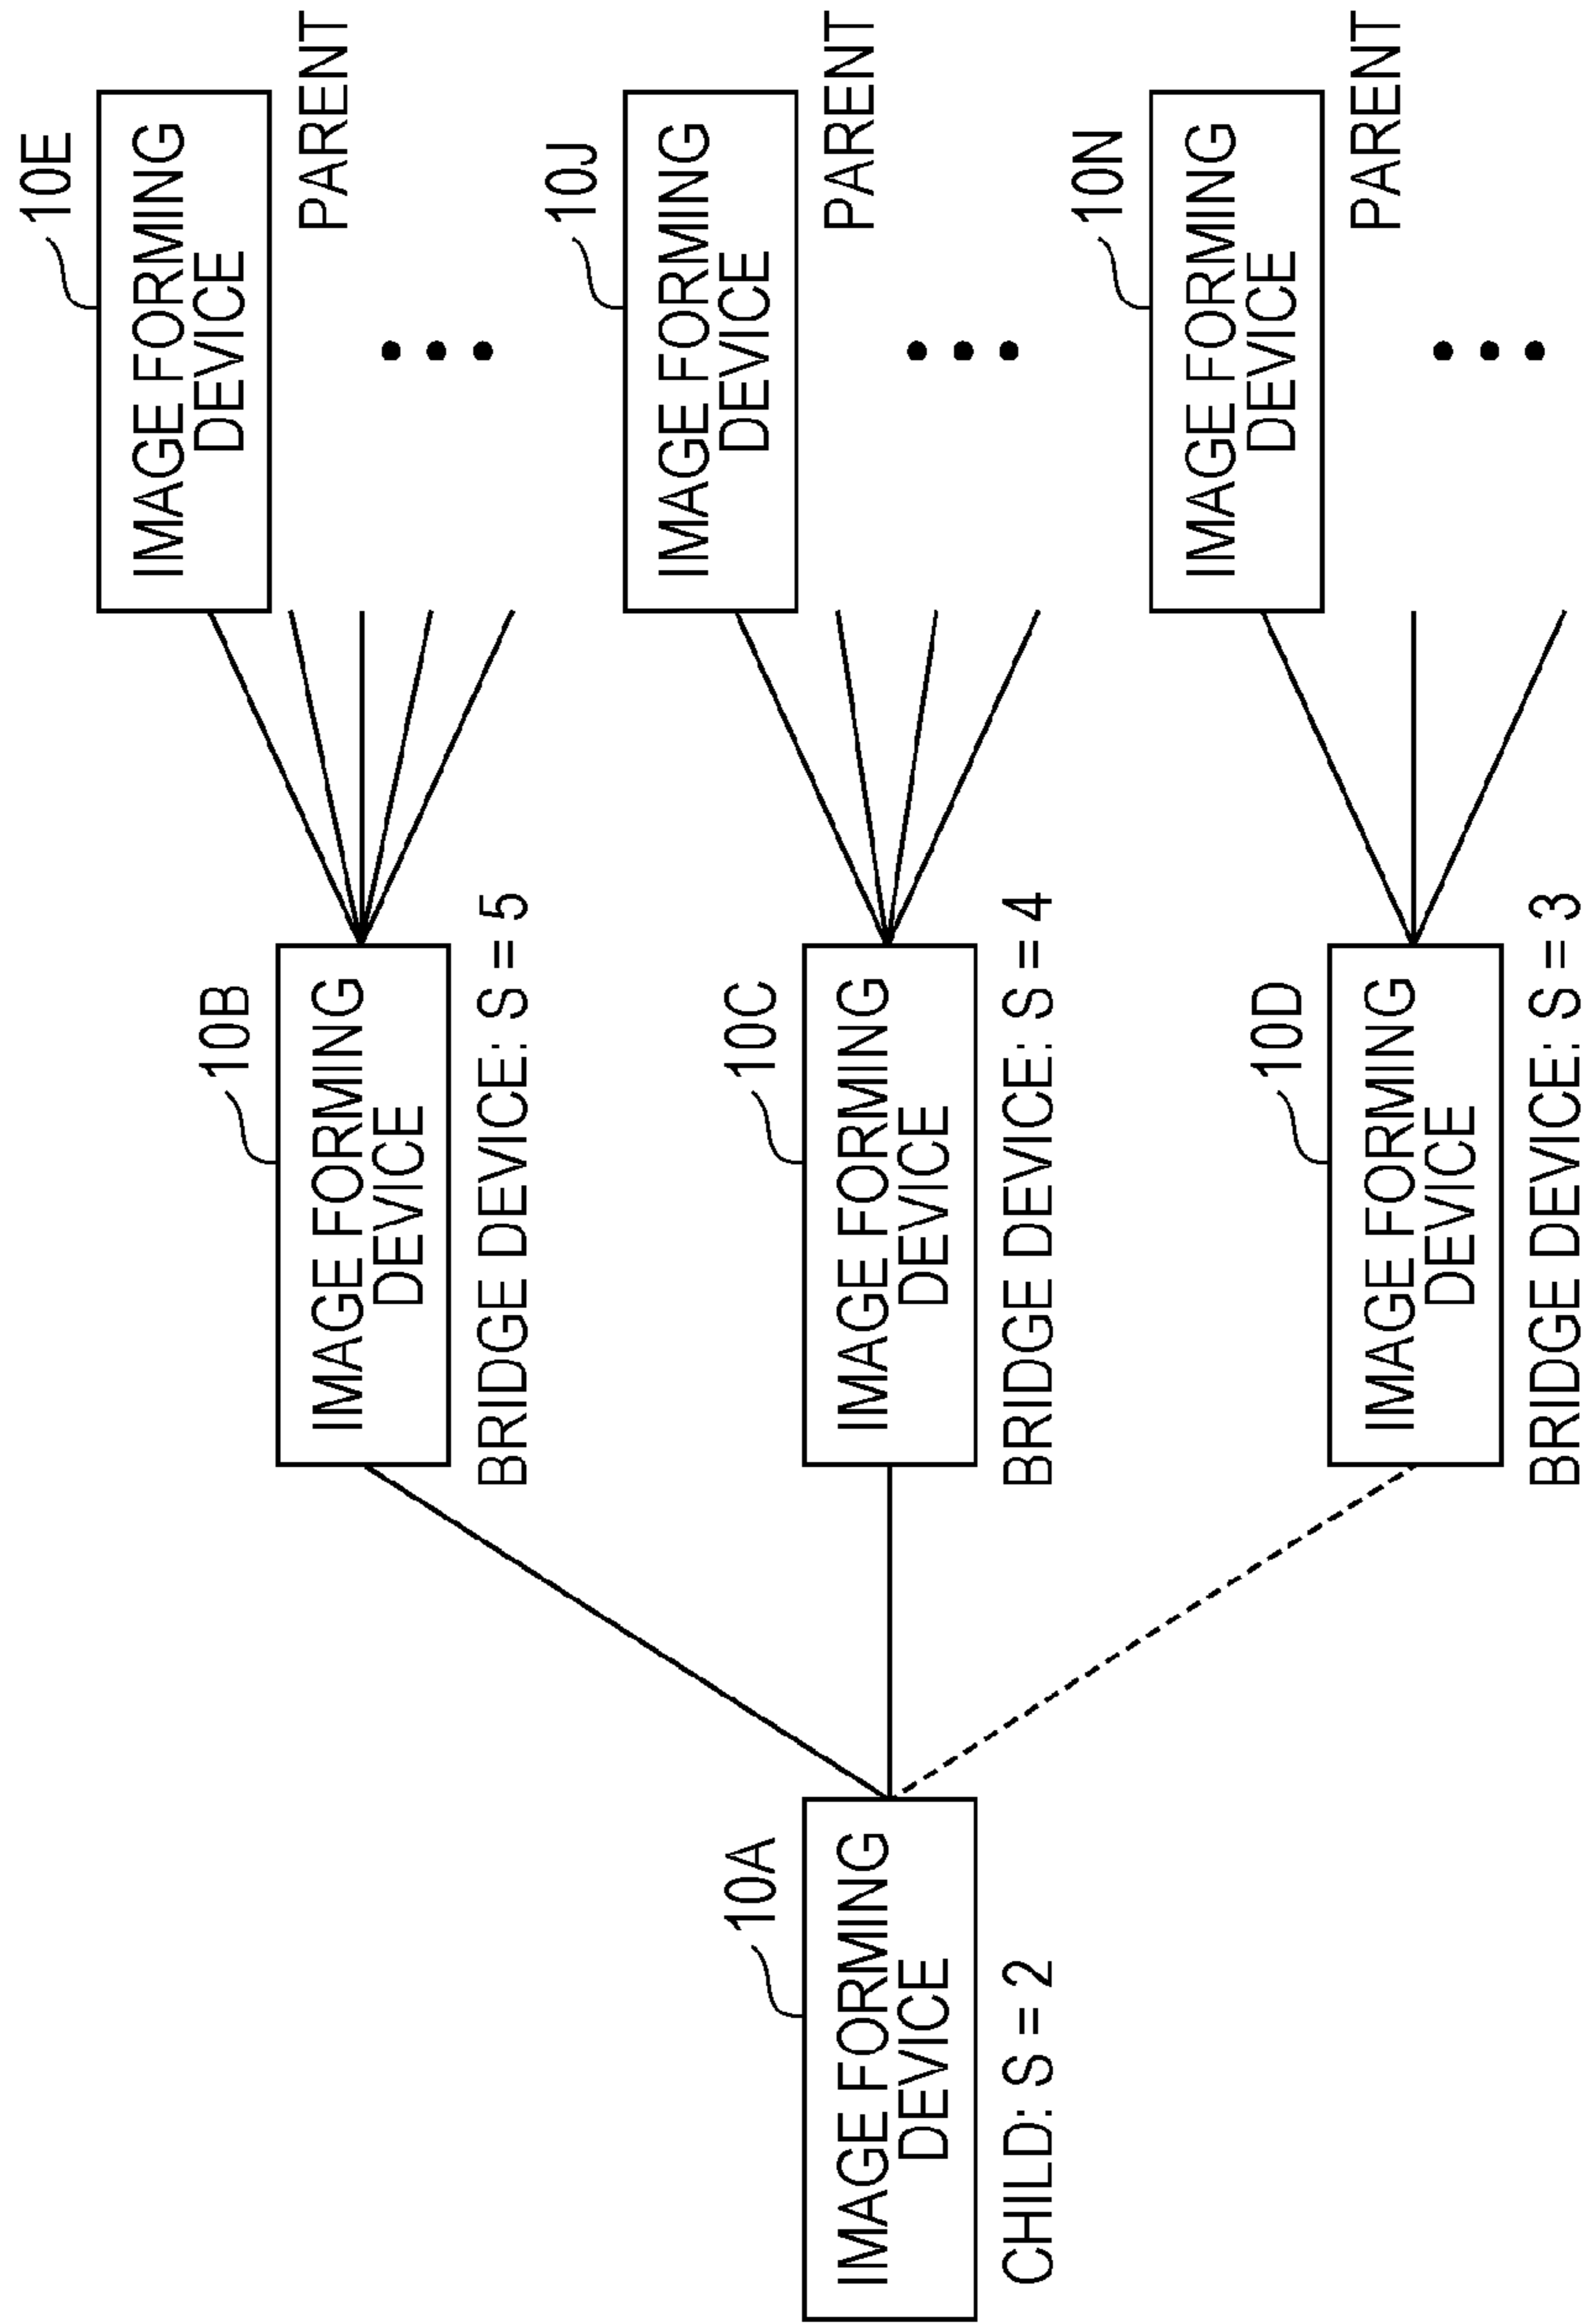 10A
IMAGE FORMING
DEVICE
CHILD: S = 2
10B
IMAGE FORMING
DEVICE
BRIDGE DEVICE: S = 5
10C
IMAGE FORMING
DEVICE
BRIDGE DEVICE: S = 4
10D
IMAGE FORMING
DEVICE
BRIDGE DEVICE: S = 3
10E
IMAGE FORMING
DEVICE
PARENT
10J
IMAGE FORMING
DEVICE
PARENT
10N
IMAGE FORMING
DEVICE
PARENT